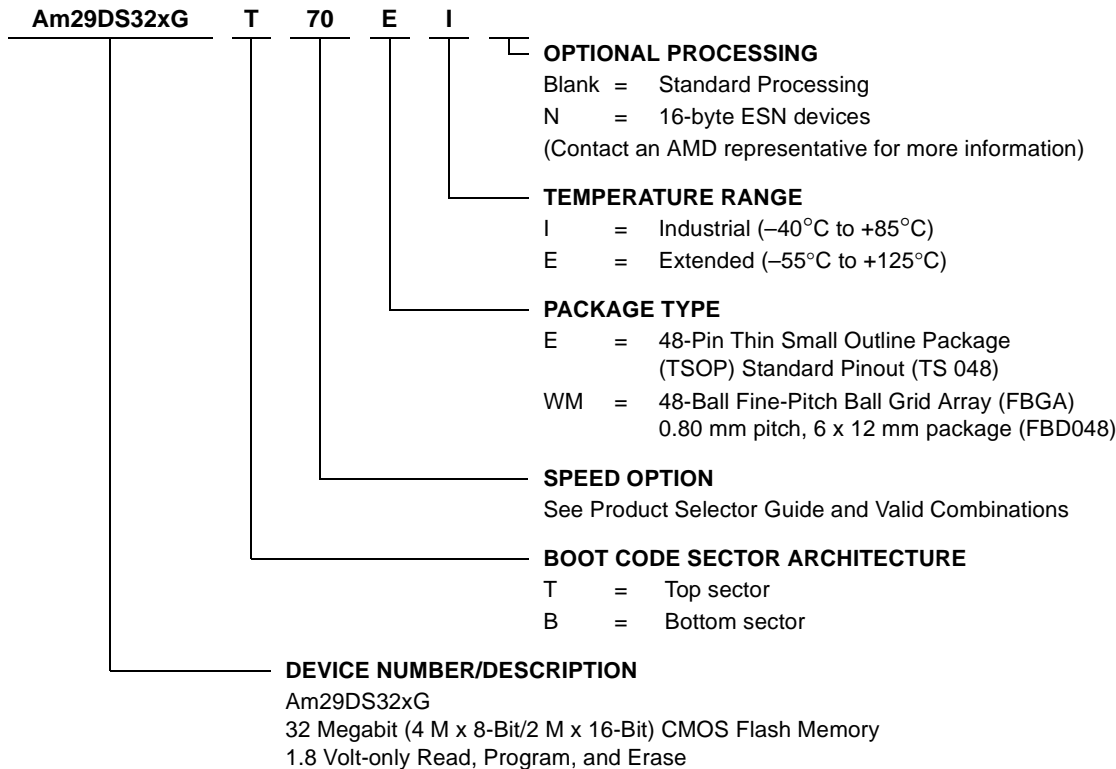 Am29DS32xG T 70 E I
OPTIONAL PROCESSING
Blank = Standard Processing
N = 16-byte ESN devices
(Contact an AMD representative for more information)
TEMPERATURE RANGE
I = Industrial (–40°C to +85°C)
E = Extended (–55°C to +125°C)
PACKAGE TYPE
E = 48-Pin Thin Small Outline Package
(TSOP) Standard Pinout (TS 048)
WM = 48-Ball Fine-Pitch Ball Grid Array (FBGA)
0.80 mm pitch, 6 x 12 mm package (FBD048)
SPEED OPTION
See Product Selector Guide and Valid Combinations
BOOT CODE SECTOR ARCHITECTURE
T = Top sector
B = Bottom sector
DEVICE NUMBER/DESCRIPTION
Am29DS32xG
32 Megabit (4 M x 8-Bit/2 M x 16-Bit) CMOS Flash Memory
1.8 Volt-only Read, Program, and Erase